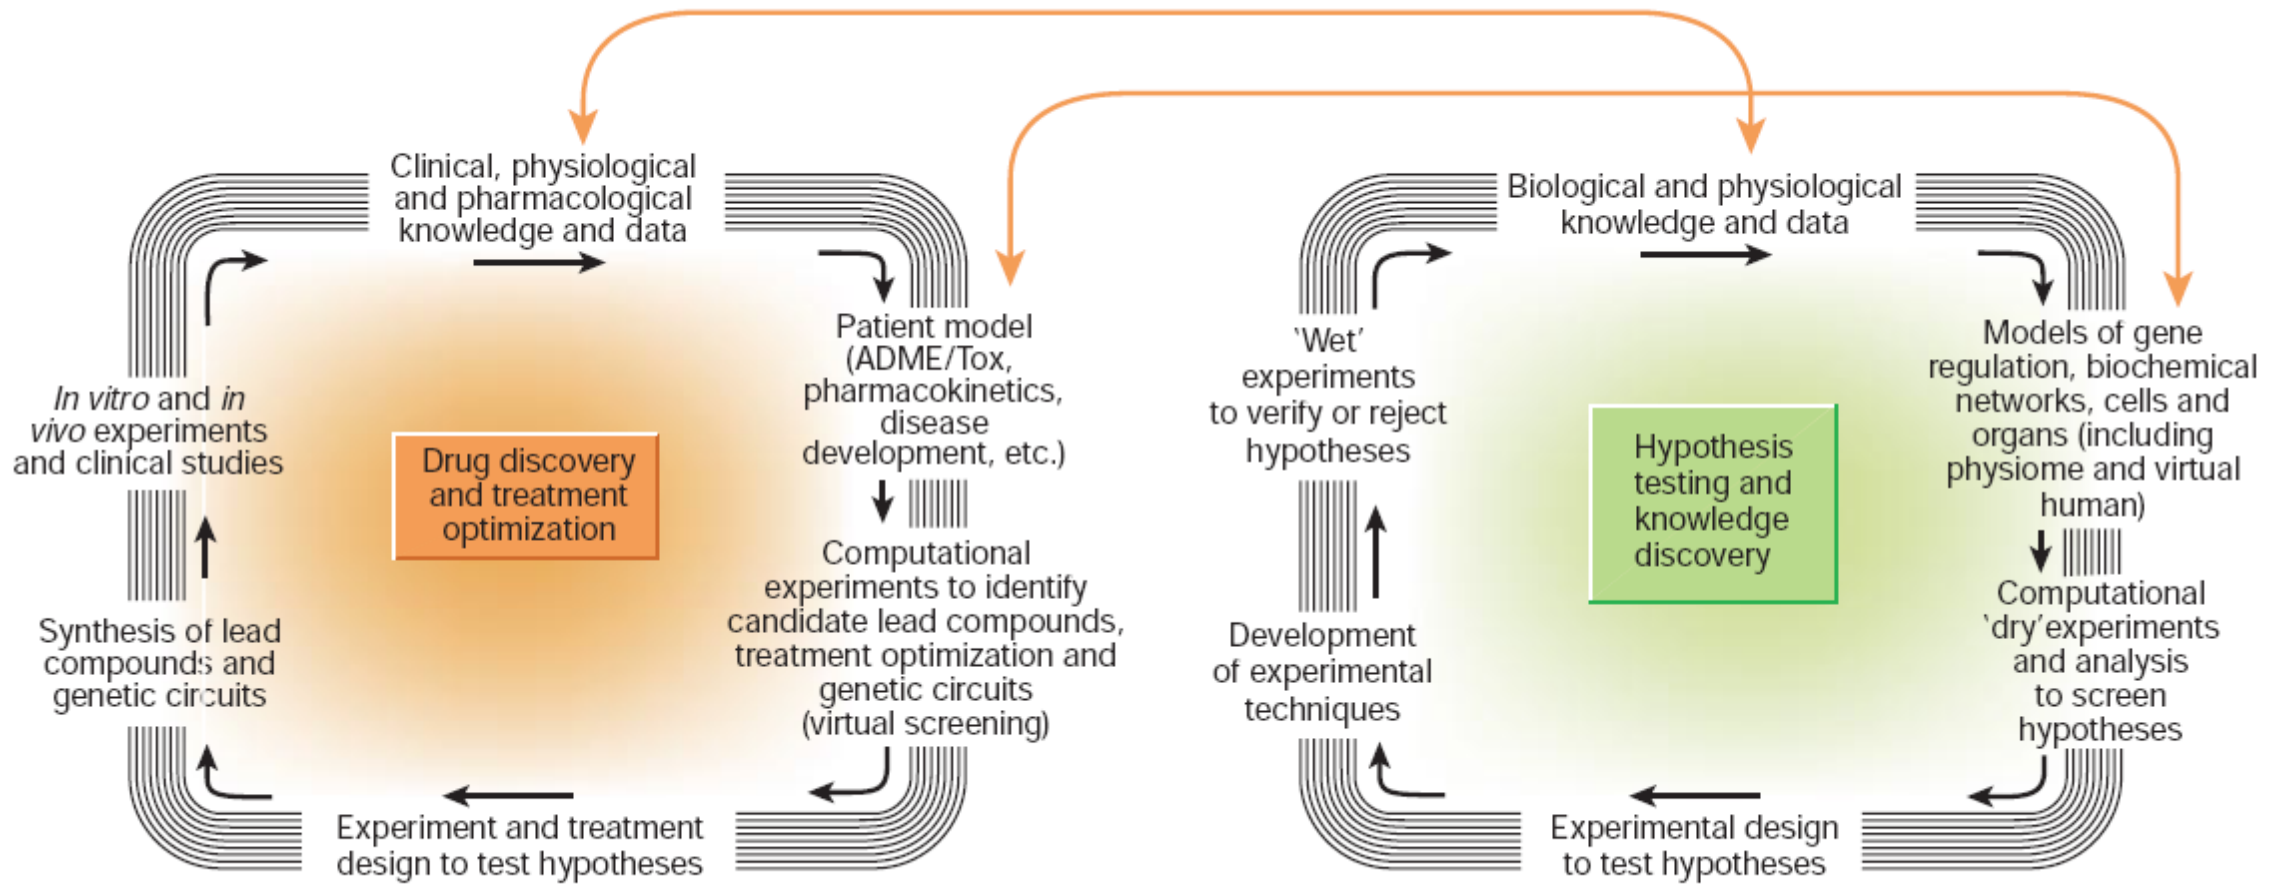 Clinical, physiological
and pharmacological
knowledge and data
Patient model
(ADME/Tox,
pharmacokinetics,
disease
development, etc.)
Computational
experiments to identify
candidate lead compounds,
treatment optimization and
genetic circuits
(virtual screening)
Experiment and treatment
design to test hypotheses
Synthesis of lead
compounds and
genetic circuits
In vitro and in
vivo experiments
and clinical studies
Drug discovery
and treatment
optimization
Biological and physiological
knowledge and data
Models of gene
regulation, biochemical
networks, cells and
organs (including
physiome and virtual
human)
Computational
‛dry’experiments
and analysis
to screen
hypotheses
Experimental design
to test hypotheses
Development
of experimental
techniques
‛Wet’
experiments
to verify or reject
hypotheses
Hypothesis
testing and
knowledge
discovery